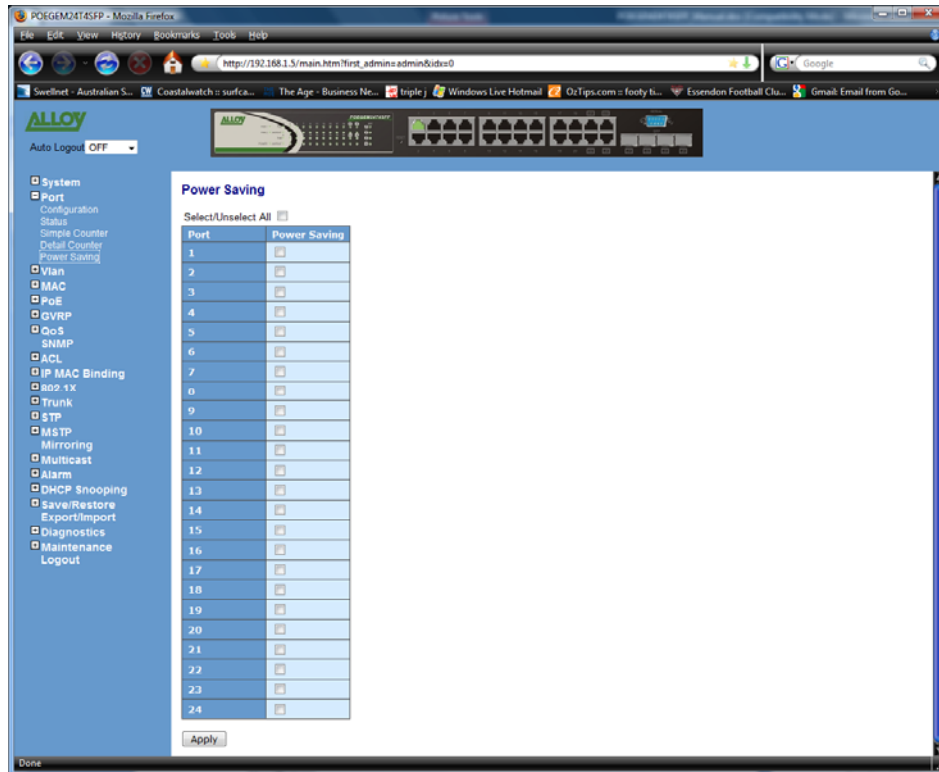 POEGEM24T4SFP - Mozilla Firefox
File Edit View History Bookmarks Tools Help
http://192.168.1.5/main.htm?first_admin=admin&idx=0
Google
Swellnet - Australian S... Coastalwatch :: surfca... The Age - Business Ne... triple j Windows Live Hotmail OzTips.com :: footy ti... Essendon Football Clu... Gmail: Email from Go...
ALLOY
ALLOY
Auto Logout OFF
System
Port
Configuration
Status
Simple Counter
Detail Counter
Power Saving
Vlan
MAC
PoE
GVRP
QoS
SNMP
ACL
IP MAC Binding
802.1X
Trunk
STP
MSTP
Mirroring
Multicast
Alarm
DHCP Snooping
Save/Restore
Export/Import
Diagnostics
Maintenance
Logout
Power Saving
Select/Unselect All
Port Power Saving
1
2
3
4
5
6
7
8
9
10
11
12
13
14
15
16
17
18
19
20
21
22
23
24
Apply
Done